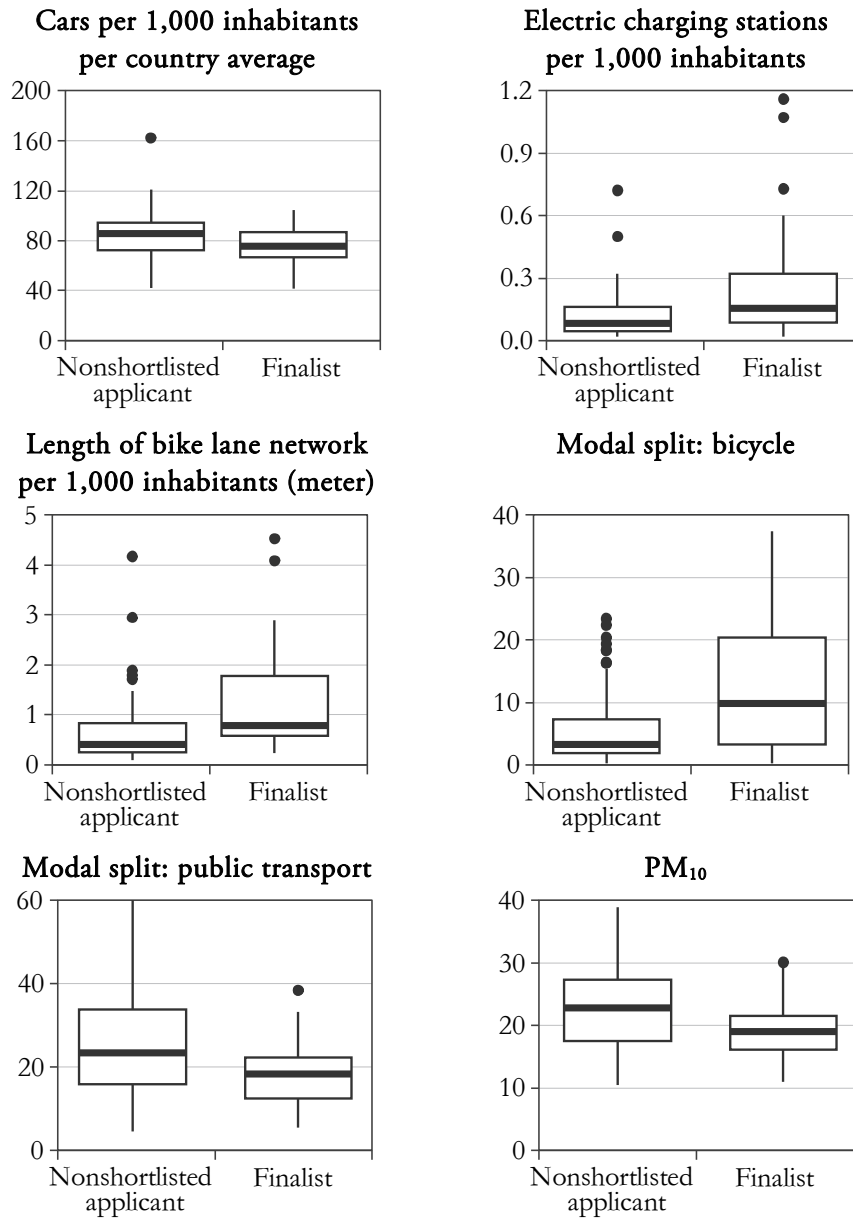 Cars per 1,000 inhabitants
per country average
200
160
120
80
40
0
Nonshortlisted
applicant
Finalist
Electric charging stations
per 1,000 inhabitants
1.2
0.9
0.6
0.3
0.0
Nonshortlisted
applicant
Finalist
Length of bike lane network
per 1,000 inhabitants (meter)
5
4
3
2
1
0
Nonshortlisted
applicant
Finalist
Modal split: bicycle
40
30
20
10
0
Nonshortlisted
applicant
Finalist
Modal split: public transport
60
40
20
0
Nonshortlisted
applicant
Finalist
PM₁₀
40
30
20
10
0
Nonshortlisted
applicant
Finalist